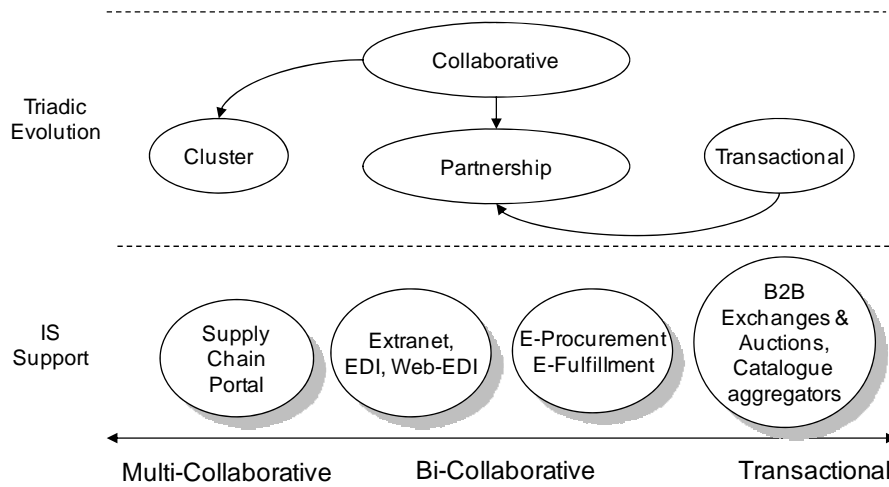 Collaborative
Triadic
Evolution
Cluster
Partnership
Transactional
IS
Support
Supply
Chain
Portal
Extranet,
EDI, Web-EDI
E-Procurement
E-Fulfillment
B2B
Exchanges &
Auctions,
Catalogue
aggregators
Multi-Collaborative
Bi-Collaborative
Transactional